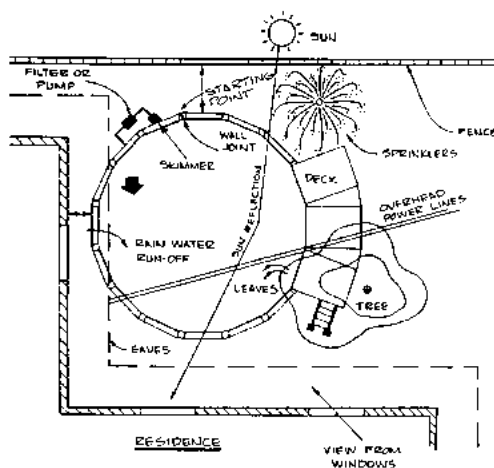 SUN
FILTER OR
PUMP
STARTING
POINT
WALL
JOINT
FENCE
SKIMMER
SPRINKLERS
DECK
OVERHEAD
POWER LINES
SUN REFLECTION
RAIN WATER
RUN-OFF
LEAVES
TREE
EAVES
RESIDENCE
VIEW FROM
WINDOWS